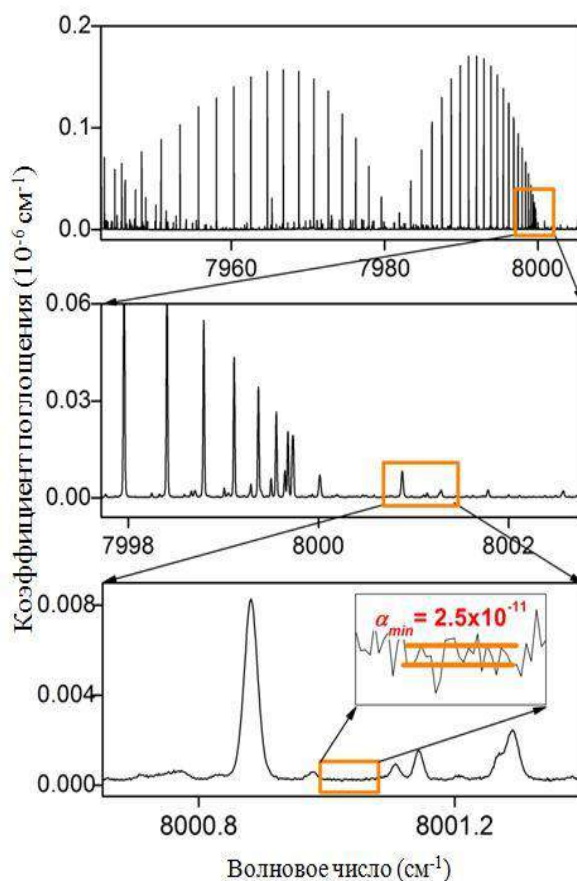 0.2
0.1
0.0
7960 7980 8000
0.06
0.03
0.00
7998 8000 8002
0.008
0.004
0.000
α_min = 2.5x10^-11
8000.8 8001.2
Коэффициент поглощения (10^-6 см^-1)
Волновое число (см^-1)